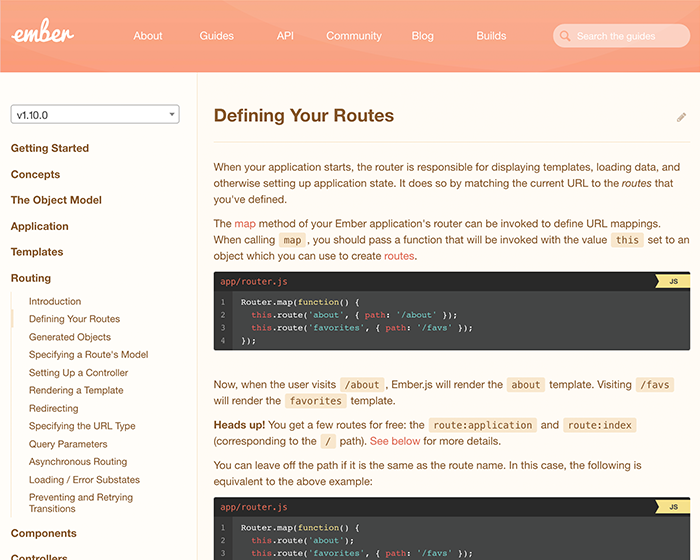 ember
About
Guides
API
Community
Blog
Builds
Search the guides
v1.10.0
Getting Started
Concepts
The Object Model
Application
Templates
Routing
Introduction
Defining Your Routes
Generated Objects
Specifying a Route's Model
Setting Up a Controller
Rendering a Template
Redirecting
Specifying the URL Type
Query Parameters
Asynchronous Routing
Loading / Error Substates
Preventing and Retrying
Transitions
Components
Controllers
Defining Your Routes
When your application starts, the router is responsible for displaying templates, loading data, and
otherwise setting up application state. It does so by matching the current URL to the routes that
you've defined.
The map method of your Ember application's router can be invoked to define URL mappings.
When calling map , you should pass a function that will be invoked with the value this set to an
object which you can use to create routes.
app/router.js
JS
1 Router.map(function() {
2 this.route('about', { path: '/about' });
3 this.route('favorites', { path: '/favs' });
4 });
Now, when the user visits /about , Ember.js will render the about template. Visiting /favs
will render the favorites template.
Heads up! You get a few routes for free: the route:application and route:index
(corresponding to the / path). See below for more details.
You can leave off the path if it is the same as the route name. In this case, the following is
equivalent to the above example:
app/router.js
JS
1 Router.map(function() {
2 this.route('about');
3 this.route('favorites', { path: '/favs' });